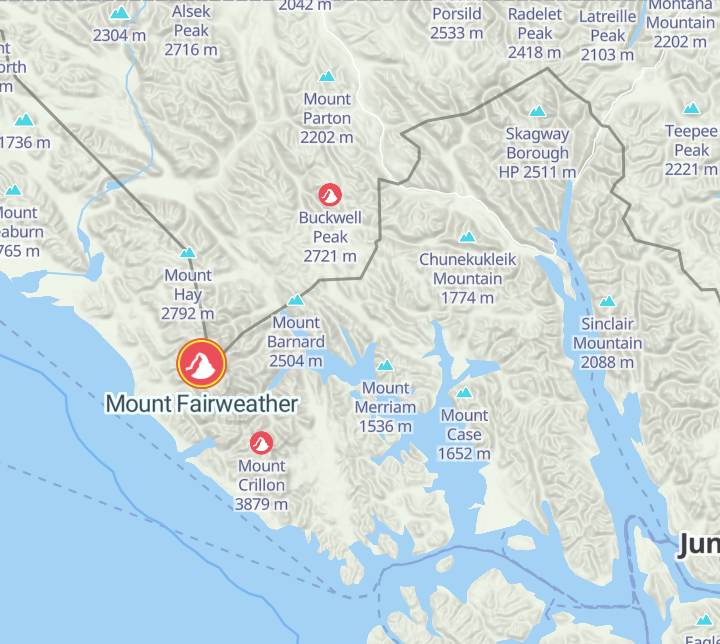 2042 m
Alsek
Peak
2716 m
2304 m
Porsild
2533 m
Radelet
Peak
2418 m
Latreille
Peak
2103 m
Montana
Mountain
2202 m
Mount
Parton
2202 m
Skagway
Borough
HP 2511 m
Teepee
Peak
2221 m
1736 m
Buckwell
Peak
2721 m
Chunekukleik
Mountain
1774 m
Mount
Hay
2792 m
Mount
Barnard
2504 m
Sinclair
Mountain
2088 m
Mount Fairweather
Mount
Merriam
1536 m
Mount
Case
1652 m
Mount
Crillon
3879 m
Jun
Eagle